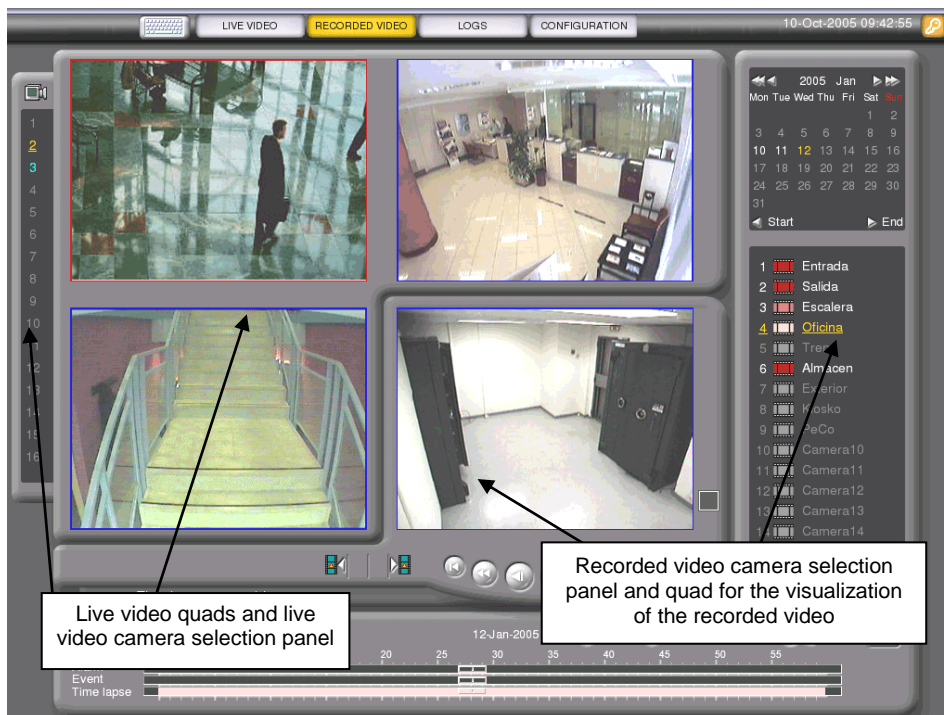 LIVE VIDEO RECORDED VIDEO LOGS CONFIGURATION 10-Oct-2005 09:42:55
2005 Jan
Mon Tue Wed Thu Fri Sat Sun
1 2
3 4 5 6 7 8 9
10 11 12 13 14 15 16
17 18 19 20 21 22 23
24 25 26 27 28 29 30
31
Start End
1
2
3
4
5
6
7
8
9
10
12
13
14
15
16
1 Entrada
2 Salida
3 Escalera
4 Oficina
5 Tren
6 Almacen
7 Exterior
8 Kiosko
9 PeCo
10 Camera10
11 Camera11
12 Camera12
13 Camera13
14 Camera14
Live video quads and live
video camera selection panel
Recorded video camera selection
panel and quad for the visualization
of the recorded video
12-Jan-2005
20 25 30 35 40 45 50 55
Event
Time lapse